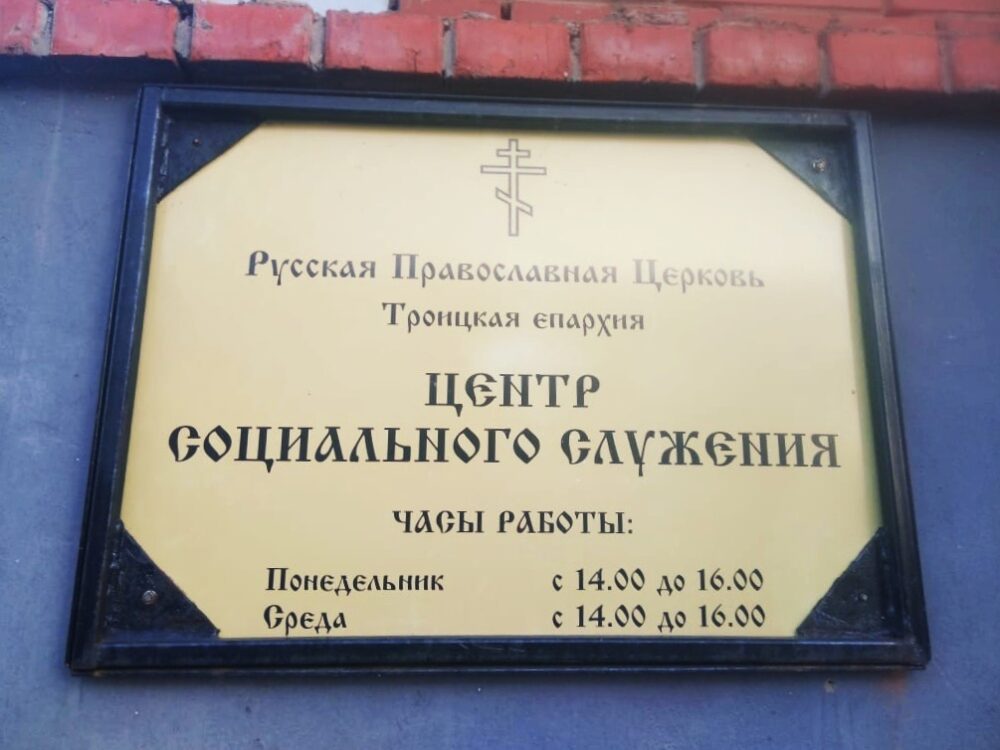 Русская Православная Церковь
Троицкая епархия
ЦЕНТР
СОЦИАЛЬНОГО СЛУЖЕНИЯ
ЧАСЫ РАБОТЫ:
Понедельник с 14.00 до 16.00
Среда с 14.00 до 16.00